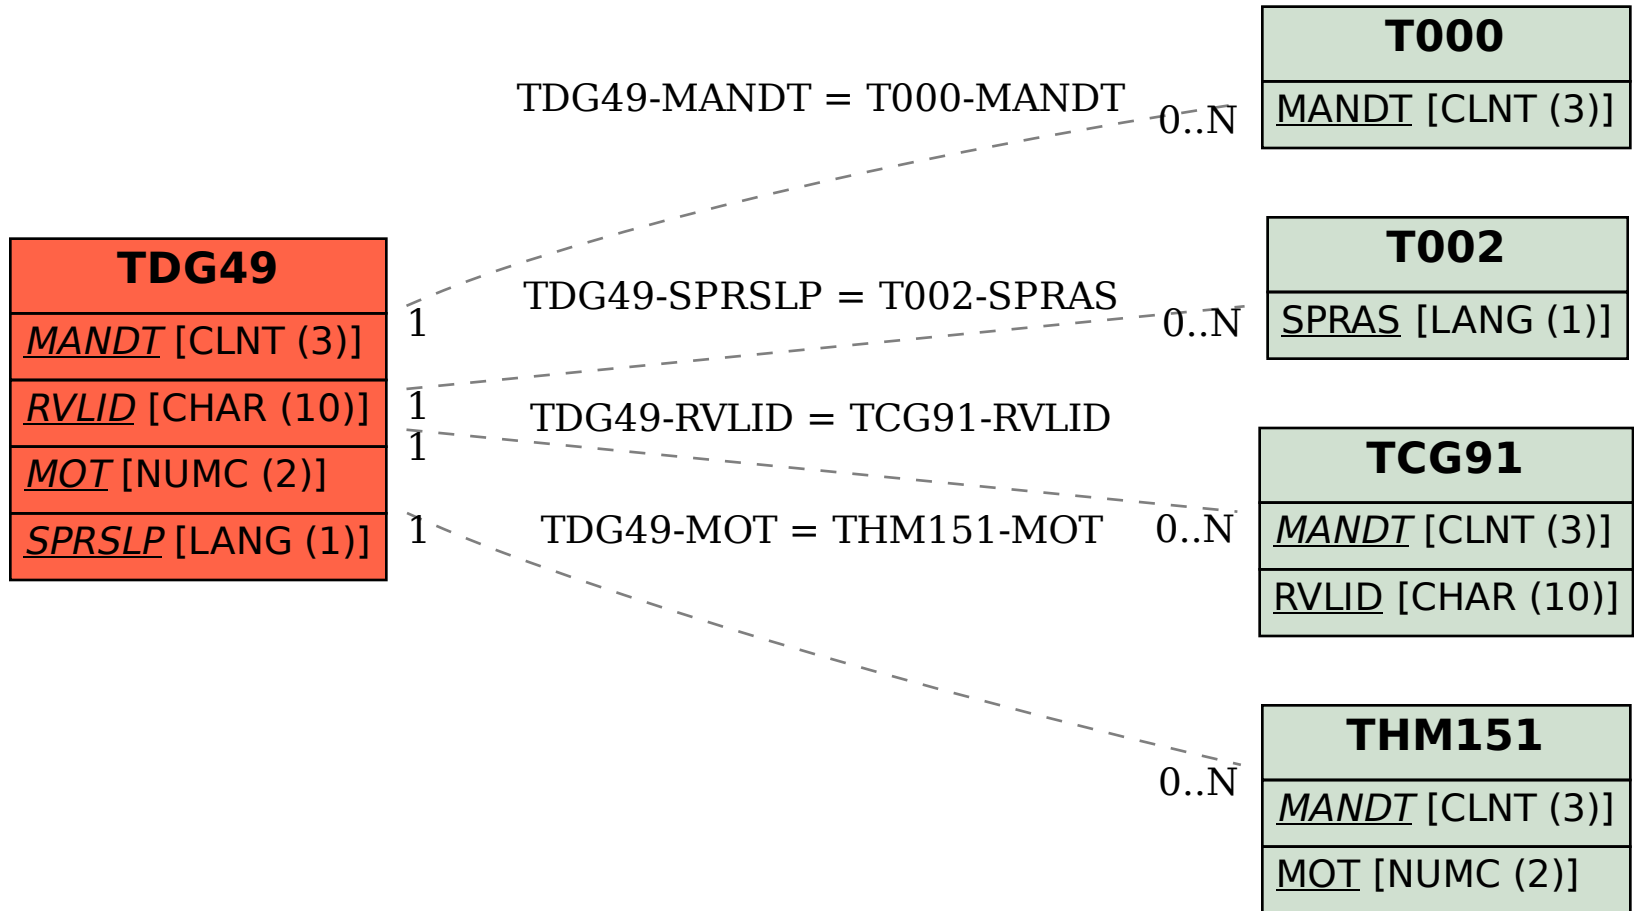 TDG49
MANDT [CLNT (3)]
RVLID [CHAR (10)]
MOT [NUMC (2)]
SPRSLP [LANG (1)]
TDG49-MANDT = T000-MANDT
1
0..N
TDG49-SPRSLP = T002-SPRAS
1
0..N
TDG49-RVLID = TCG91-RVLID
1
0..N
TDG49-MOT = THM151-MOT
1
0..N
T000
MANDT [CLNT (3)]
T002
SPRAS [LANG (1)]
TCG91
MANDT [CLNT (3)]
RVLID [CHAR (10)]
THM151
MANDT [CLNT (3)]
MOT [NUMC (2)]